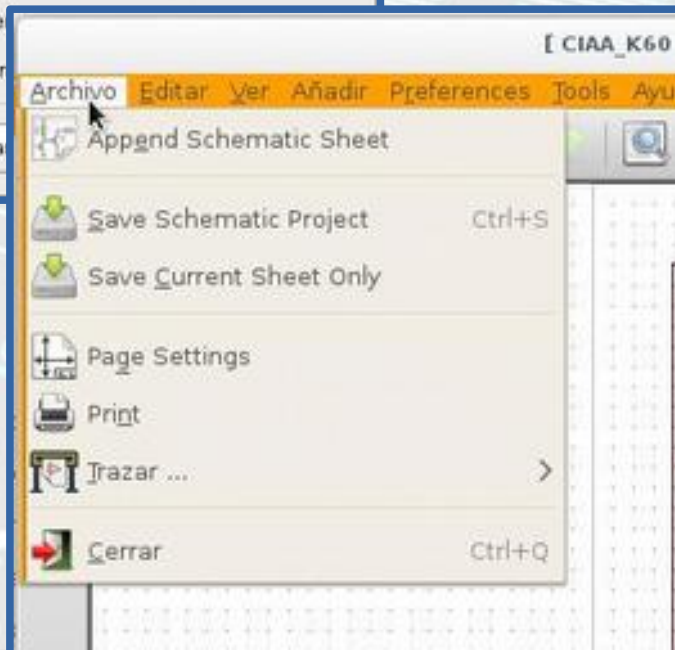 [ CIAA_K60
Archivo Editar Ver Añadir Preferences Tools Ayu
Append Schematic Sheet
Save Schematic Project Ctrl+S
Save Current Sheet Only
Page Settings
Print
Trazar ...
Cerrar Ctrl+Q